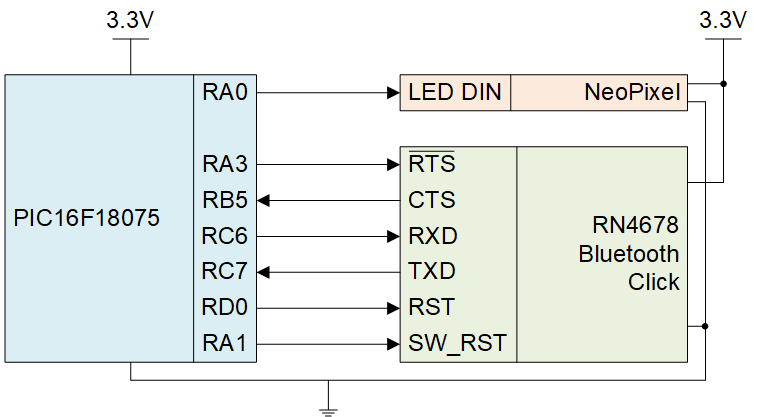 3.3V
3.3V
RA0
LED DIN
NeoPixel
RA3
RTS
RB5
CTS
PIC16F18075
RC6
RXD
RN4678
Bluetooth
Click
RC7
TXD
RD0
RST
RA1
SW_RST